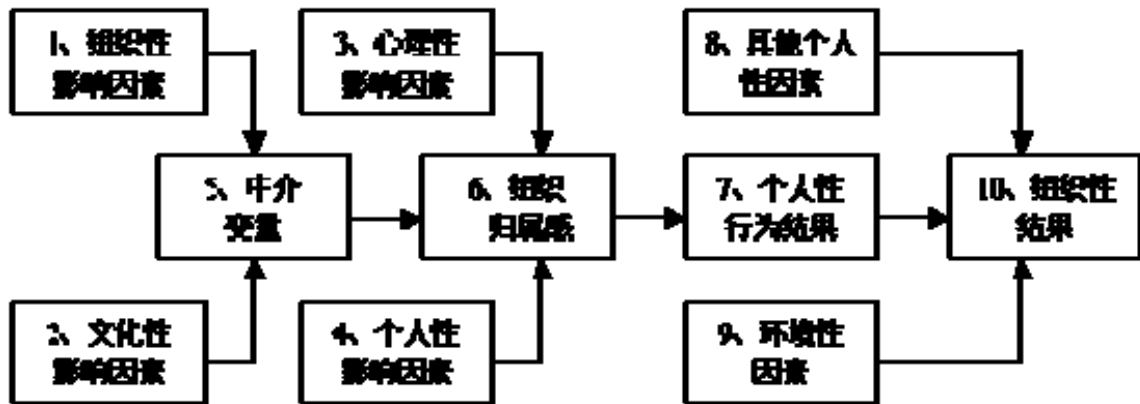 1、组织性
影响因素
3、心理性
影响因素
8、其他个人
性因素
5、中介
变量
6、组织
归属感
7、个人性
行为结果
10、组织性
结果
2、文化性
影响因素
4、个人性
影响因素
9、环境性
因素